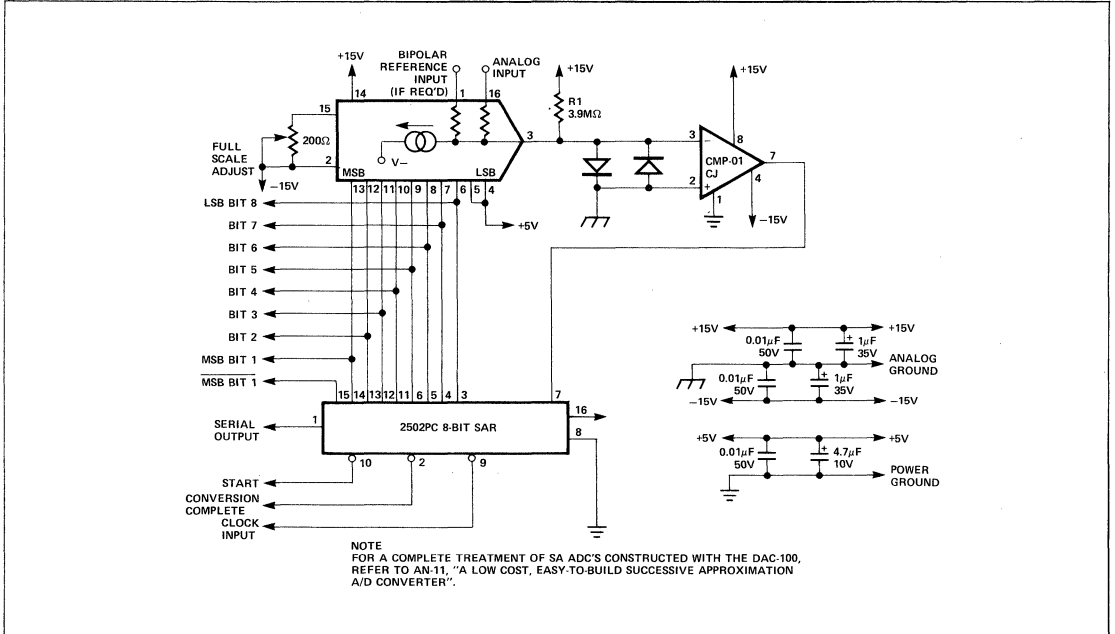 +15V
BIPOLAR
REFERENCE
INPUT
(IF REQ'D)
ANALOG
INPUT
+15V
+15V
14
1
16
15
R1
3.9MΩ
200Ω
3
3
8
FULL
SCALE
ADJUST
V−
−
CMP-01
CJ
7
2
MSB
LSB
2
+
4
−15V
13 12 11 10 9 8 7 6 5 4
1
−15V
+5V
LSB BIT 8
BIT 7
BIT 6
BIT 5
BIT 4
BIT 3
BIT 2
MSB BIT 1
MSB BIT 1
15 14 13 12 11 6 5 4 3
7
16
1
SERIAL
OUTPUT
2502PC 8-BIT SAR
8
10
2
9
START
CONVERSION
COMPLETE
CLOCK
INPUT
+15V
+15V
0.01μF
50V
+
1μF
35V
ANALOG
GROUND
0.01μF
50V
+
1μF
35V
−15V
−15V
+5V
+5V
0.01μF
50V
+
4.7μF
10V
POWER
GROUND
NOTE
FOR A COMPLETE TREATMENT OF SA ADC'S CONSTRUCTED WITH THE DAC-100,
REFER TO AN-11, "A LOW COST, EASY-TO-BUILD SUCCESSIVE APPROXIMATION
A/D CONVERTER".